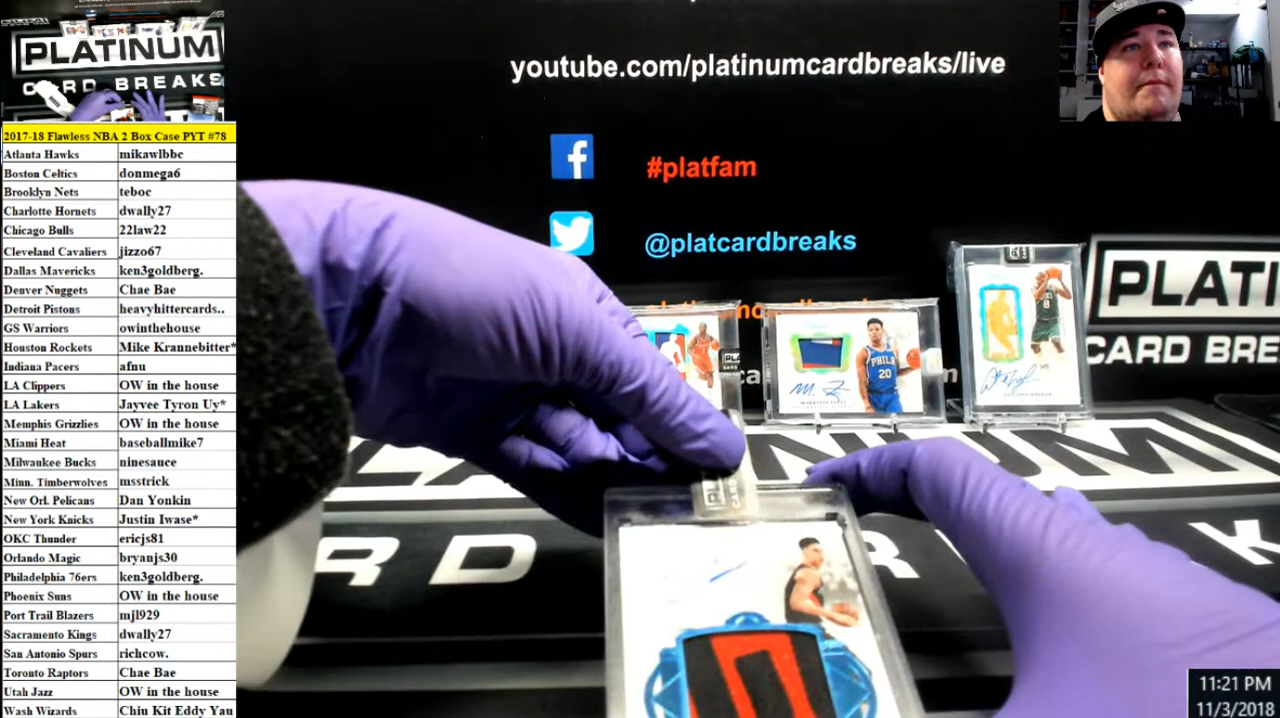 PLATINUM
CARD BREAKS
2017-18 Flawless NBA 2 Box Case PYT #78
Atlanta Hawks mikawlbbc
Boston Celtics donmega6
Brooklyn Nets teboc
Charlotte Hornets dwally27
Chicago Bulls 22law22
Cleveland Cavaliers jizzo67
Dallas Mavericks ken3goldberg.
Denver Nuggets Chae Bae
Detroit Pistons heavyhittercards..
GS Warriors owinthehouse
Houston Rockets Mike Krannebitter*
Indiana Pacers afnu
LA Clippers OW in the house
LA Lakers Jayvee Tyron Uy*
Memphis Grizzlies OW in the house
Miami Heat baseballmike7
Milwaukee Bucks ninesauce
Minn. Timberwolves msstrick
New Orl. Pelicans Dan Yonkin
New York Knicks Justin Iwase*
OKC Thunder ericjs81
Orlando Magic bryanjs30
Philadelphia 76ers ken3goldberg.
Phoenix Suns OW in the house
Port Trail Blazers mjl929
Sacramento Kings dwally27
San Antonio Spurs richcow.
Toronto Raptors Chae Bae
Utah Jazz OW in the house
Wash Wizards Chiu Kit Eddy Yau
youtube.com/platinumcardbreaks/live
#platfam
@platcardbreaks
PHILA
20
8
PLATI
CARD BRE
INUM
RD
R
K
11:21 PM
11/3/2018